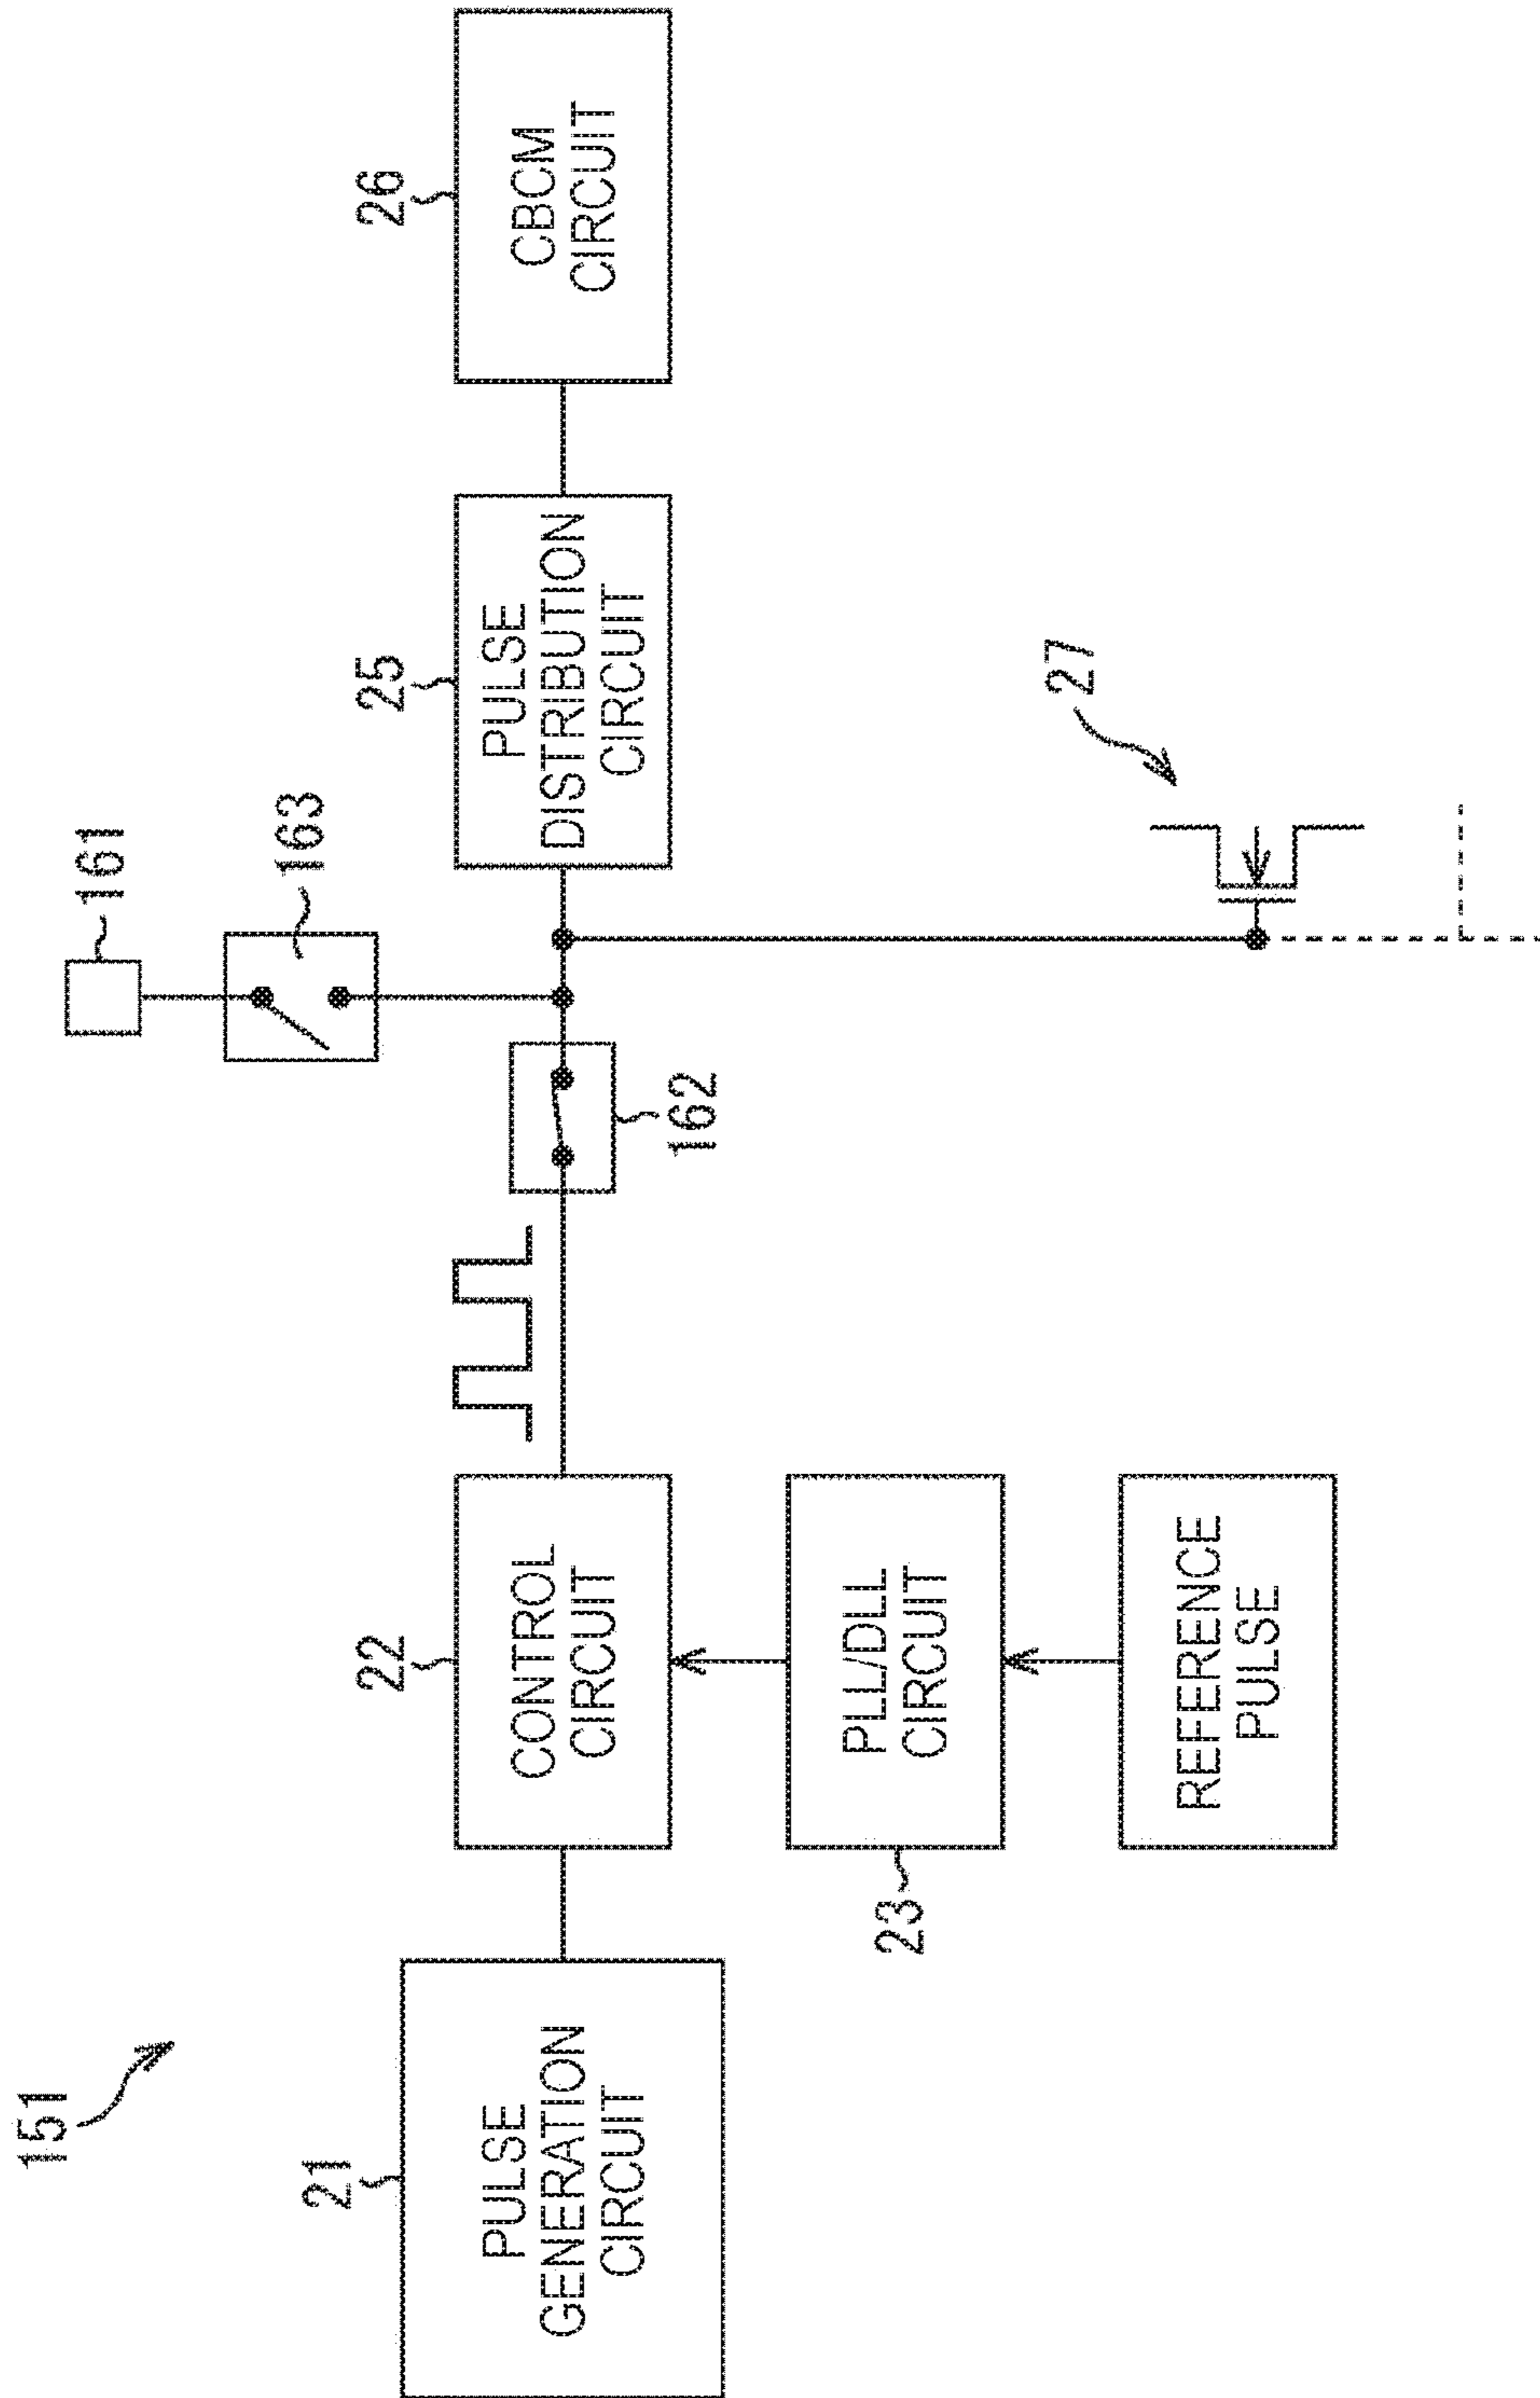 151
21
PULSE
GENERATION
CIRCUIT
22
CONTROL
CIRCUIT
23
PLL/DLL
CIRCUIT
REFERENCE
PULSE
161
163
162
25
PULSE
DISTRIBUTION
CIRCUIT
26
CBCM
CIRCUIT
27